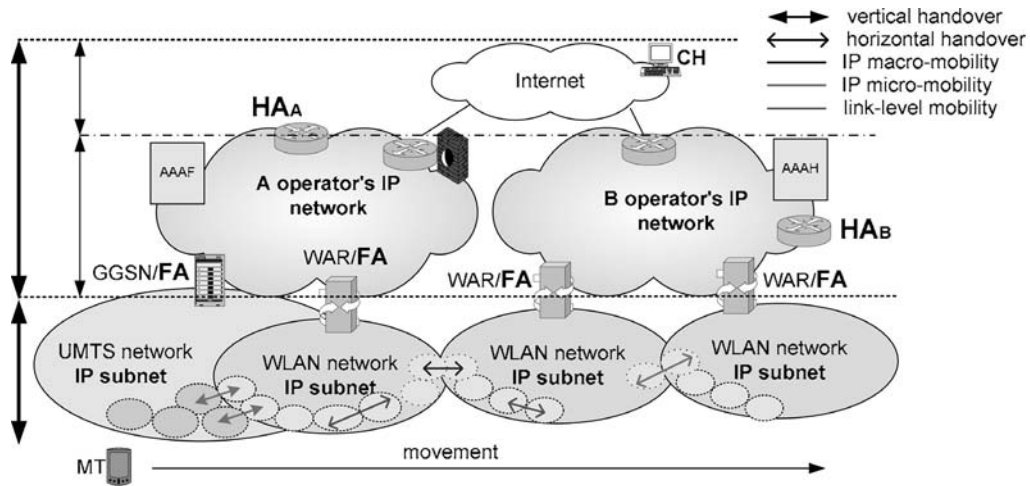 vertical handover
horizontal handover
IP macro-mobility
IP micro-mobility
link-level mobility
CH
Internet
HAA
AAAF
A operator's IP
network
B operator's IP
network
AAAH
HAB
GGSN/FA
WAR/FA
WAR/FA
WAR/FA
UMTS network
IP subnet
WLAN network
IP subnet
WLAN network
IP subnet
WLAN network
IP subnet
MT
movement